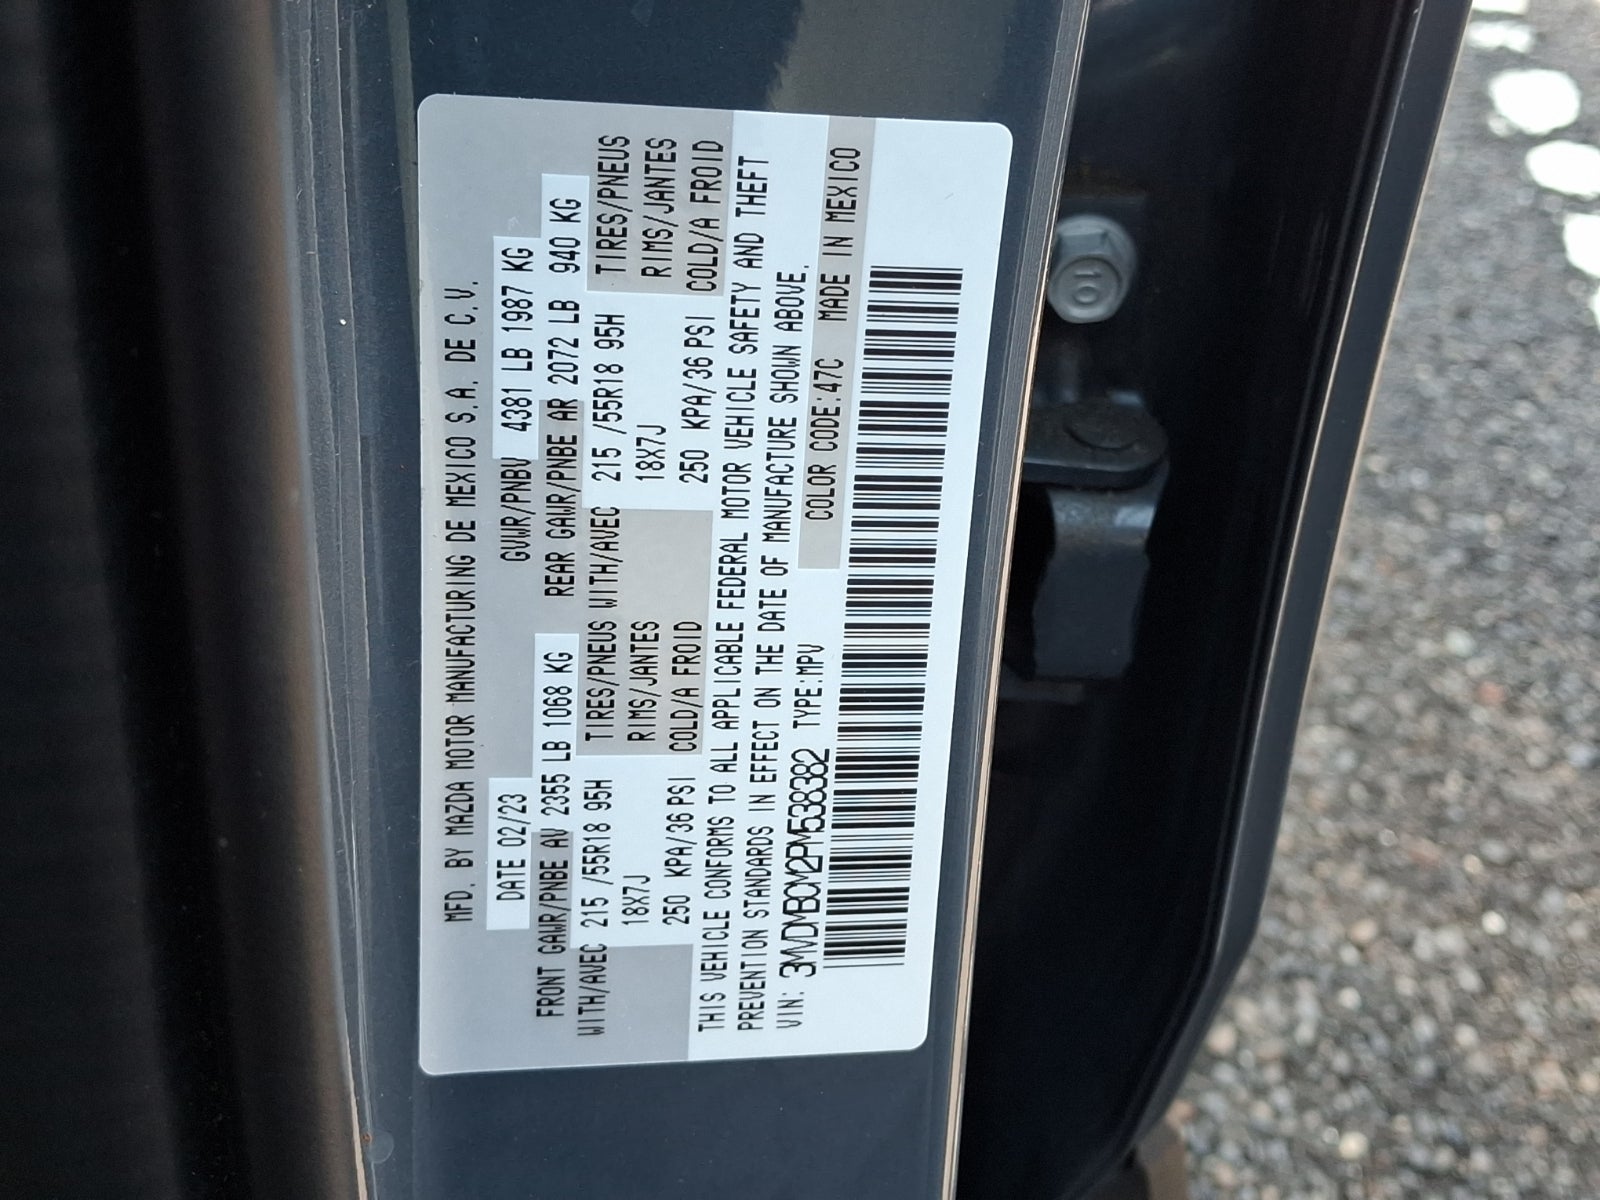 MFD. BY MAZDA MOTOR MANUFACTURING DE MEXICO S.A. DE C.V.
DATE 02/23 GVWR/PNBV 4381 LB 1987 KG
FRONT GAWR/PNBE AV 2355 LB 1068 KG REAR GAWR/PNBE AR 2072 LB 940 KG
WITH/AVEC 215 /55R18 95H TIRES/PNEUS WITH/AVEC 215 /55R18 95H TIRES/PNEUS
18X7J RIMS/JANTES 18X7J RIMS/JANTES
250 KPA/36 PSI COLD/A FROID 250 KPA/36 PSI COLD/A FROID
THIS VEHICLE CONFORMS TO ALL APPLICABLE FEDERAL MOTOR VEHICLE SAFETY AND THEFT
PREVENTION STANDARDS IN EFFECT ON THE DATE OF MANUFACTURE SHOWN ABOVE.
VIN: 3MVDMBCM2PM538382 TYPE:MPV COLOR CODE:47C MADE IN MEXICO
10